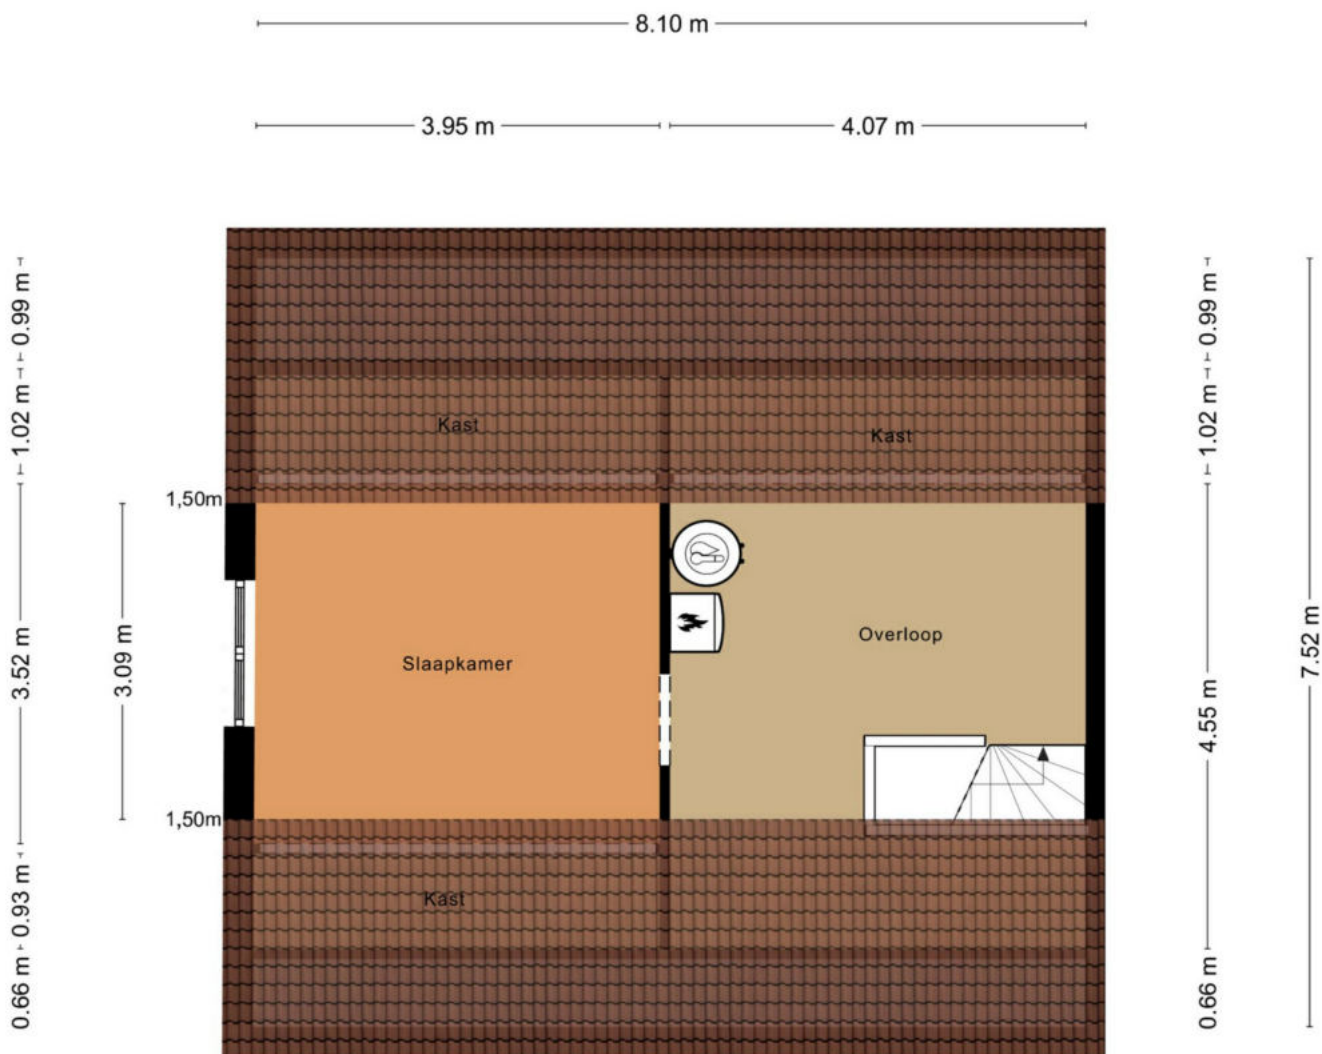 8.10 m
3.95 m
4.07 m
0.99 m
1.02 m
3.52 m
0.93 m
0.66 m
3.09 m
1,50m
1,50m
Kast
Kast
Slaapkamer
Overloop
Kast
0.99 m
1.02 m
4.55 m
0.66 m
7.52 m